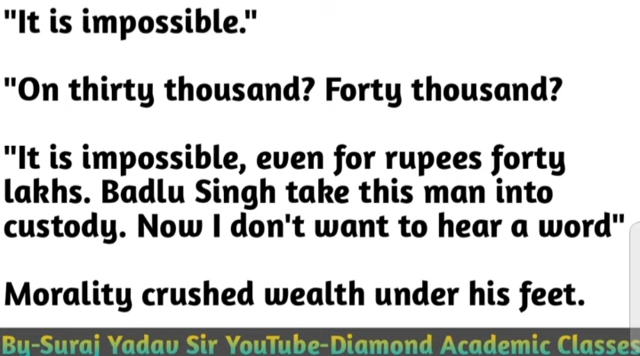 "It is impossible."
"On thirty thousand? Forty thousand?
"It is impossible, even for rupees forty
lakhs. Badlu Singh take this man into
custody. Now I don't want to hear a word"
Morality crushed wealth under his feet.
By-Suraj Yadav Sir YouTube-Diamond Academic Classes